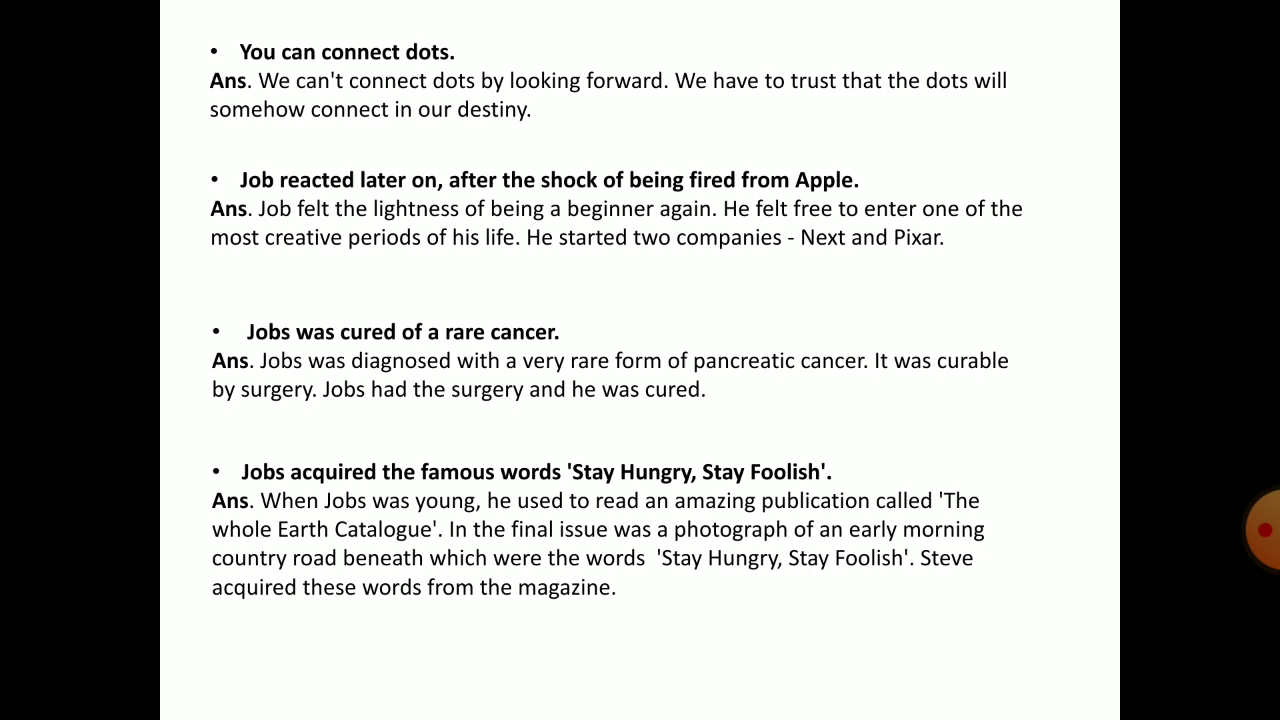 • You can connect dots.
Ans. We can't connect dots by looking forward. We have to trust that the dots will
somehow connect in our destiny.
• Job reacted later on, after the shock of being fired from Apple.
Ans. Job felt the lightness of being a beginner again. He felt free to enter one of the
most creative periods of his life. He started two companies - Next and Pixar.
• Jobs was cured of a rare cancer.
Ans. Jobs was diagnosed with a very rare form of pancreatic cancer. It was curable
by surgery. Jobs had the surgery and he was cured.
• Jobs acquired the famous words 'Stay Hungry, Stay Foolish'.
Ans. When Jobs was young, he used to read an amazing publication called 'The
whole Earth Catalogue'. In the final issue was a photograph of an early morning
country road beneath which were the words  'Stay Hungry, Stay Foolish'. Steve
acquired these words from the magazine.